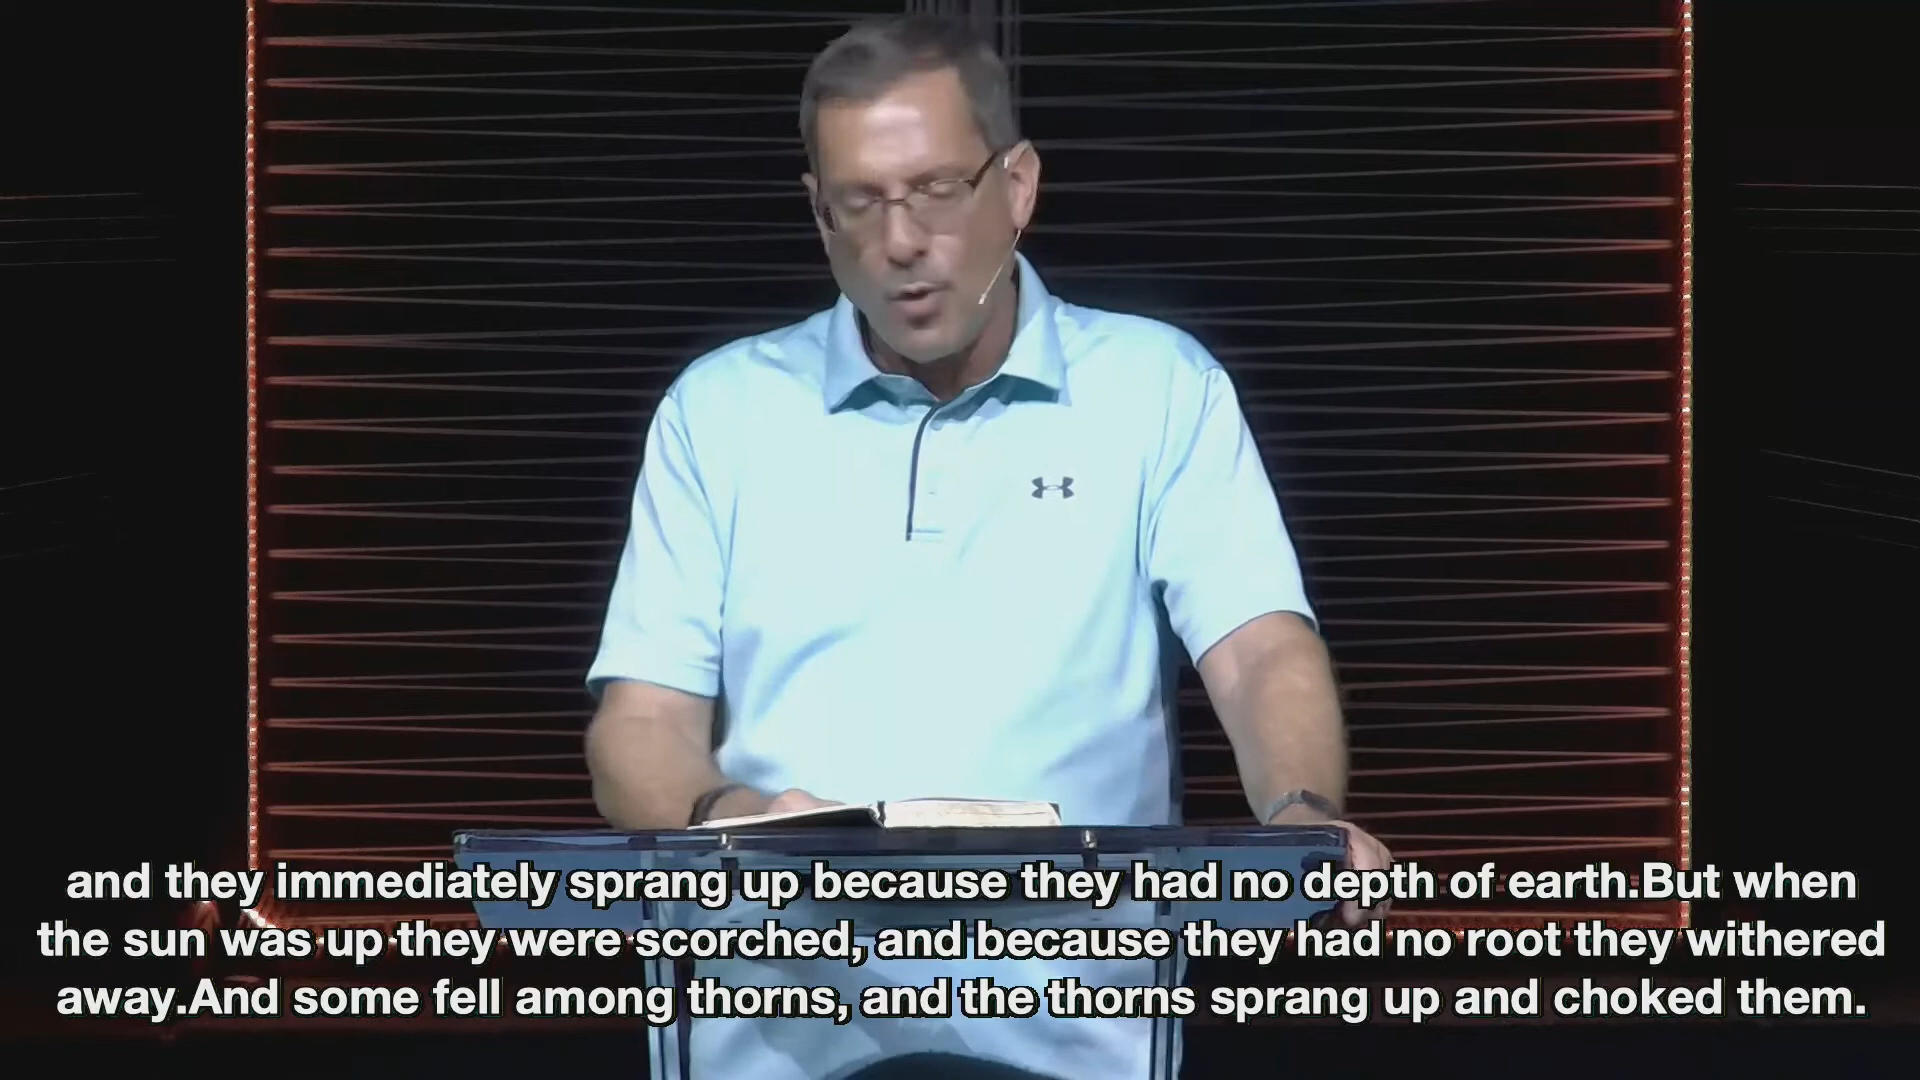 and they immediately sprang up because they had no depth of earth.But when
the sun was up they were scorched, and because they had no root they withered
away.And some fell among thorns, and the thorns sprang up and choked them.